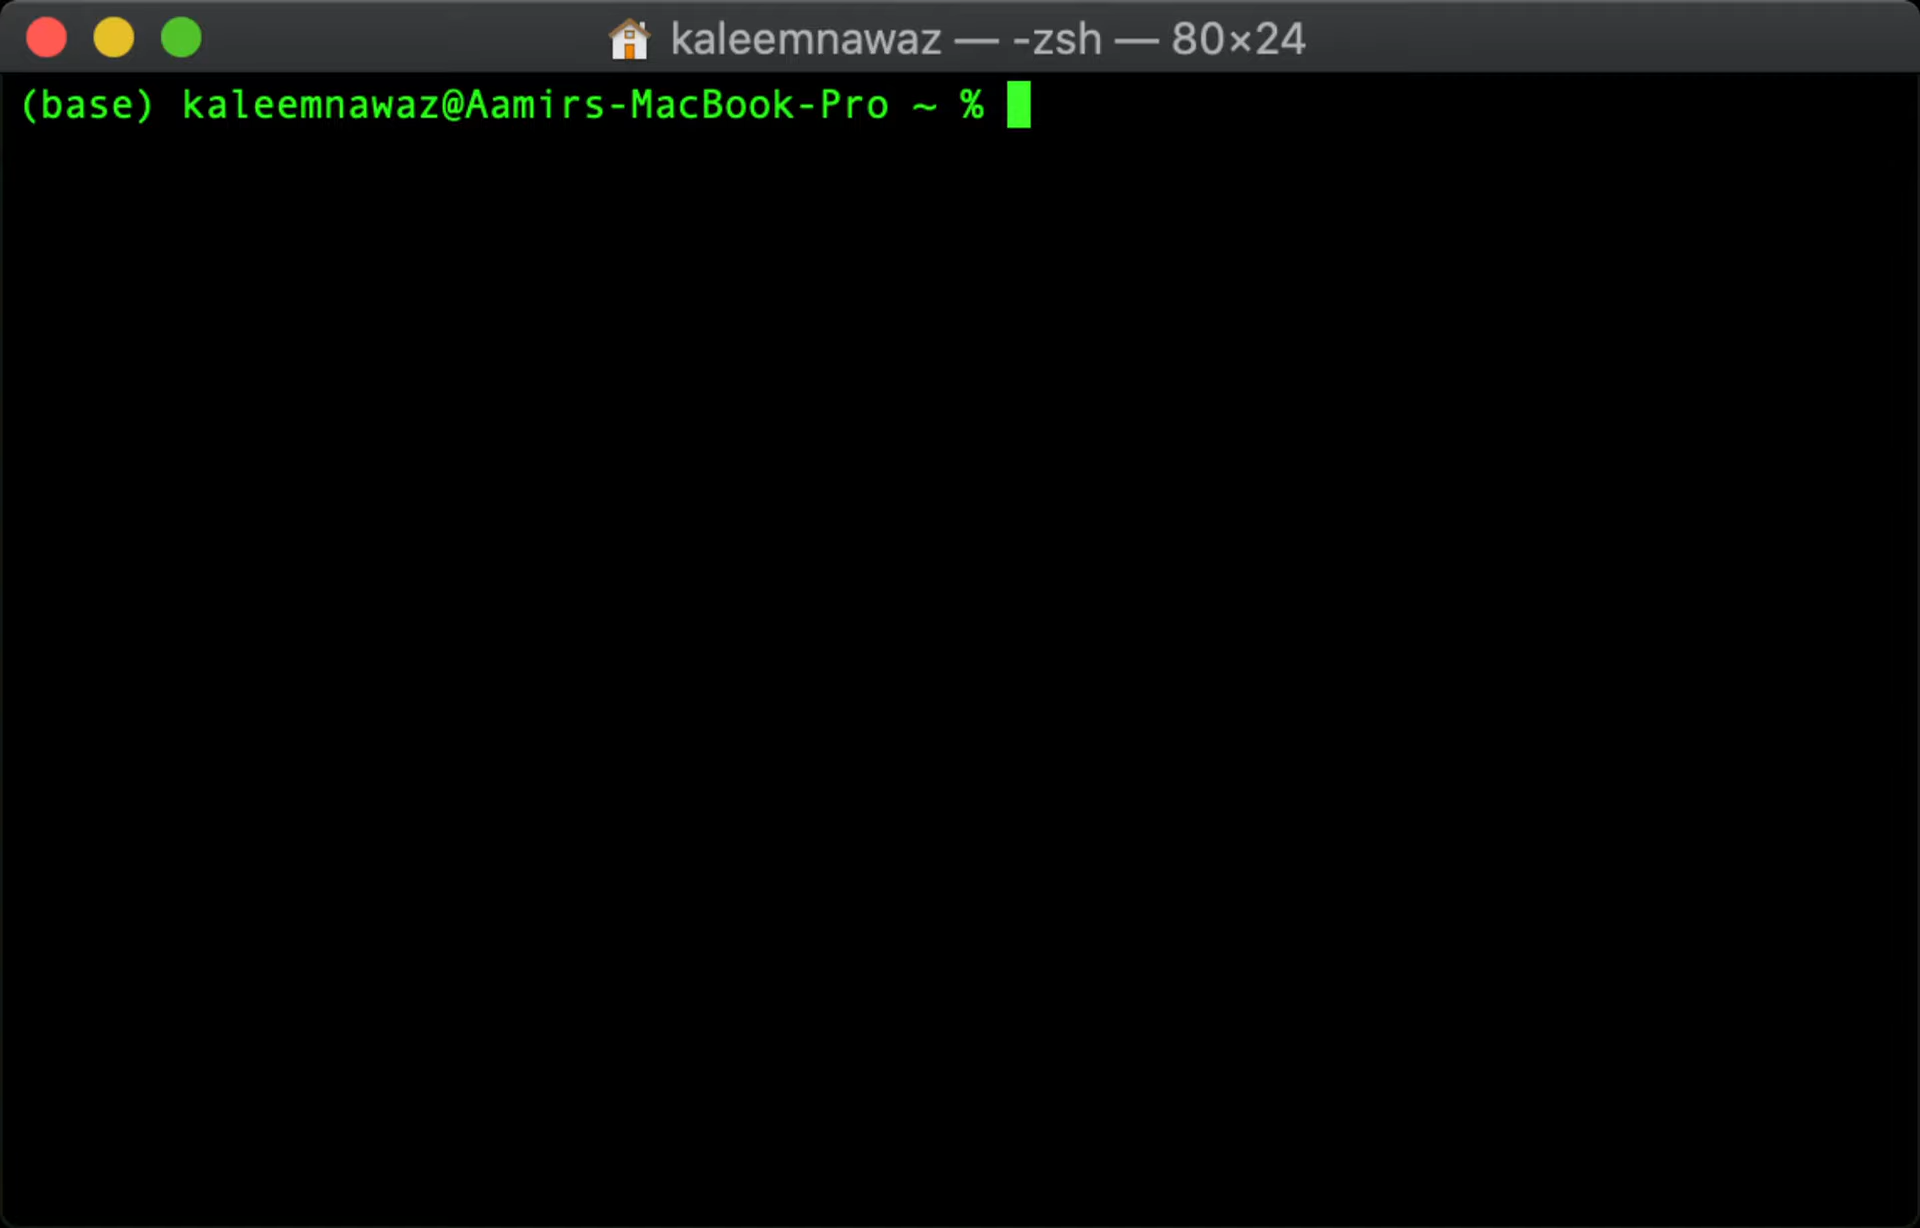 kaleemnawaz — -zsh — 80×24
(base) kaleemnawaz@Aamirs-MacBook-Pro ~ %